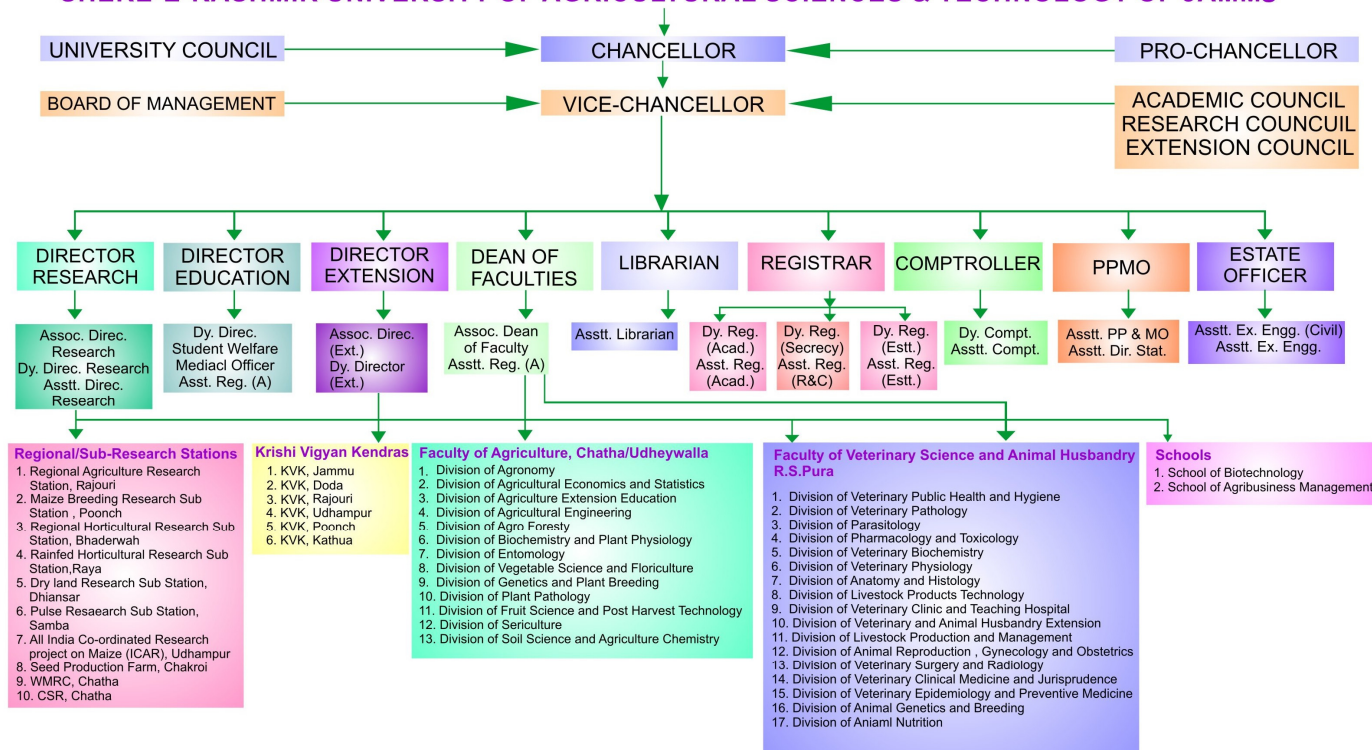 SHERE-E-KASHMIR UNIVERSITY OF AGRICULTURAL SCIENCES & TECHNOLOGY OF JAMMU
UNIVERSITY COUNCIL
CHANCELLOR
PRO-CHANCELLOR
BOARD OF MANAGEMENT
VICE-CHANCELLOR
ACADEMIC COUNCIL
RESEARCH COUNCUIL
EXTENSION COUNCIL
DIRECTOR
RESEARCH
DIRECTOR
EDUCATION
DIRECTOR
EXTENSION
DEAN OF
FACULTIES
LIBRARIAN
REGISTRAR
COMPTROLLER
PPMO
ESTATE
OFFICER
Assoc. Direc.
Research
Dy. Direc. Research
Asstt. Direc.
Research
Dy. Direc.
Student Welfare
Mediacl Officer
Asst. Reg. (A)
Assoc. Direc.
(Ext.)
Dy. Director
(Ext.)
Assoc. Dean
of Faculty
Asstt. Reg. (A)
Asstt. Librarian
Dy. Reg.
(Acad.)
Asst. Reg.
(Acad.)
Dy. Reg.
(Secrecy)
Asst. Reg.
(R&C)
Dy. Reg.
(Estt.)
Asst. Reg.
(Estt.)
Dy. Compt.
Asstt. Compt.
Asstt. PP & MO
Asstt. Dir. Stat.
Asstt. Ex. Engg. (Civil)
Asstt. Ex. Engg.
Regional/Sub-Research Stations
1. Regional Agriculture Research
Station, Rajouri
2. Maize Breeding Research Sub
Station , Poonch
3. Regional Horticultural Research Sub
Station, Bhaderwah
4. Rainfed Horticultural Research Sub
Station,Raya
5. Dry land Research Sub Station,
Dhiansar
6. Pulse Resaerch Sub Station,
Samba
7. All India Co-ordinated Research
project on Maize (ICAR), Udhampur
8. Seed Production Farm, Chakroi
9. WMRC, Chatha
10. CSR, Chatha
Krishi Vigyan Kendras
1. KVK, Jammu
2. KVK, Doda
3. KVK, Rajouri
4. KVK, Udhampur
5. KVK, Poonch
6. KVK, Kathua
Faculty of Agriculture, Chatha/Udheywalla
1. Division of Agronomy
2. Division of Agricultural Economics and Statistics
3. Division of Agriculture Extension Education
4. Division of Agricultural Engineering
5. Division of Agro Foresty
6. Division of Biochemistry and Plant Physiology
7. Division of Entomology
8. Division of Vegetable Science and Floriculture
9. Division of Genetics and Plant Breeding
10. Division of Plant Pathology
11. Division of Fruit Science and Post Harvest Technology
12. Division of Sericulture
13. Division of Soil Science and Agriculture Chemistry
Faculty of Veterinary Science and Animal Husbandry
R.S.Pura
1. Division of Veterinary Public Health and Hygiene
2. Division of Veterinary Pathology
3. Division of Parasitology
4. Division of Pharmacology and Toxicology
5. Division of Veterinary Biochemistry
6. Division of Veterinary Physiology
7. Division of Anatomy and Histology
8. Division of Livestock Products Technology
9. Division of Veterinary Clinic and Teaching Hospital
10. Division of Veterinary and Animal Husbandry Extension
11. Division of Livestock Production and Management
12. Division of Animal Reproduction , Gynecology and Obstetrics
13. Division of Veterinary Surgery and Radiology
14. Division of Veterinary Clinical Medicine and Jurisprudence
15. Division of Veterinary Epidemiology and Preventive Medicine
16. Division of Animal Genetics and Breeding
17. Division of Aniaml Nutrition
Schools
1. School of Biotechnology
2. School of Agribusiness Management